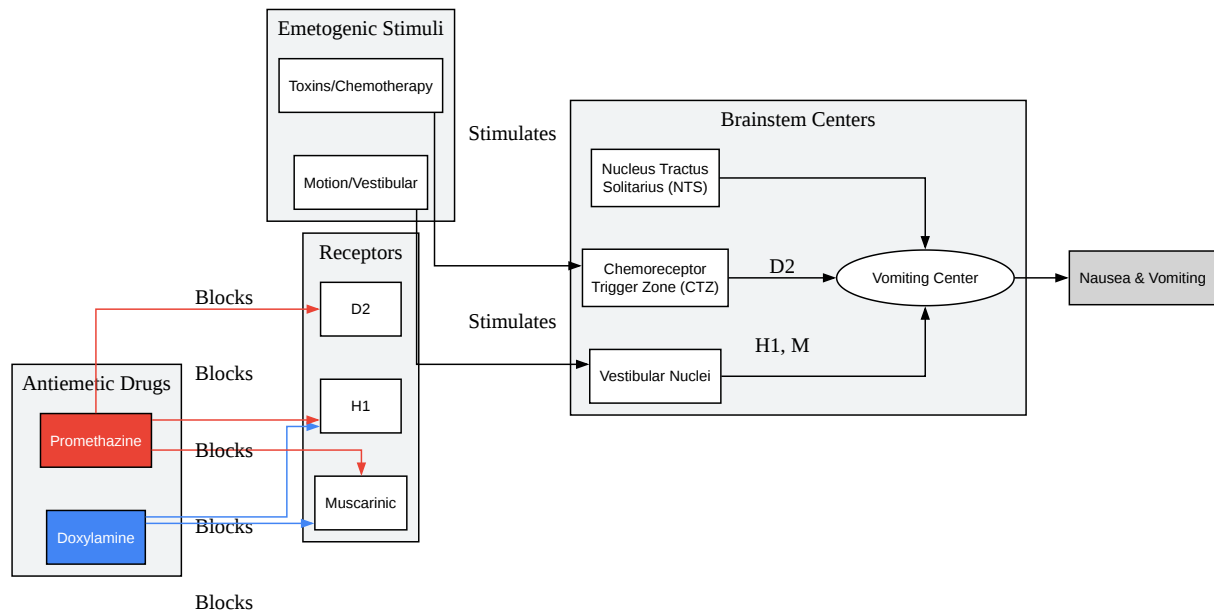 Emetogenic Stimuli
Toxins/Chemotherapy
Motion/Vestibular
Stimulates
Stimulates
Brainstem Centers
Nucleus Tractus
Solitarius (NTS)
Chemoreceptor
Trigger Zone (CTZ)
D2
Vomiting Center
Nausea & Vomiting
Vestibular Nuclei
H1, M
Receptors
D2
H1
Muscarinic
Blocks
Blocks
Blocks
Blocks
Blocks
Antiemetic Drugs
Promethazine
Doxylamine